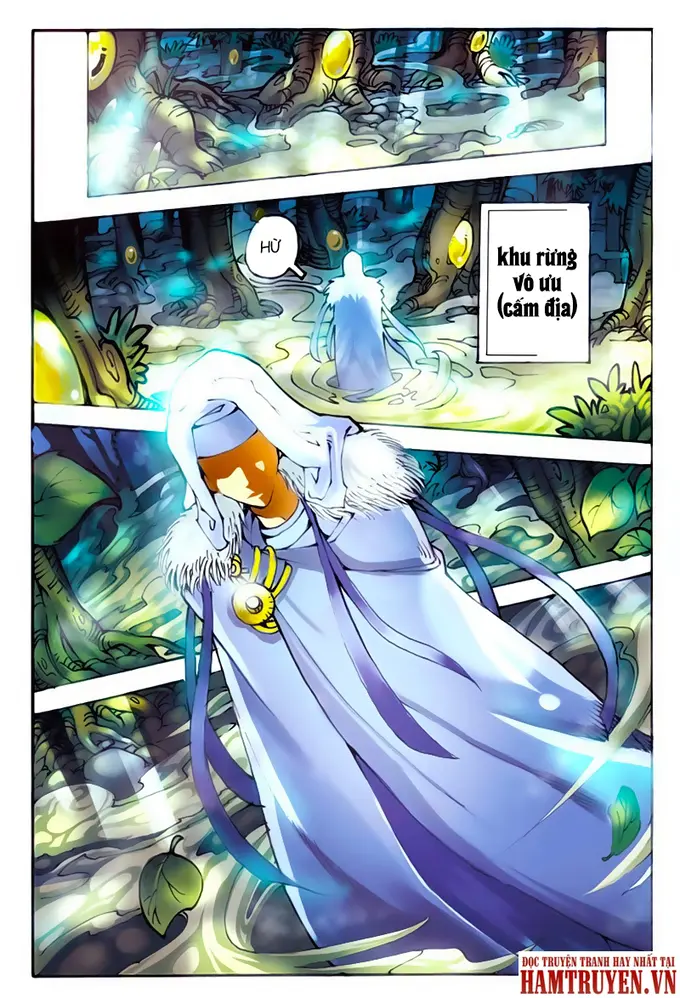 HỪ
khu rừng
vô ưu
(cấm địa)
ĐỌC TRUYỆN TRANH HAY NHẤT TẠI
HAMTRUYEN.VN